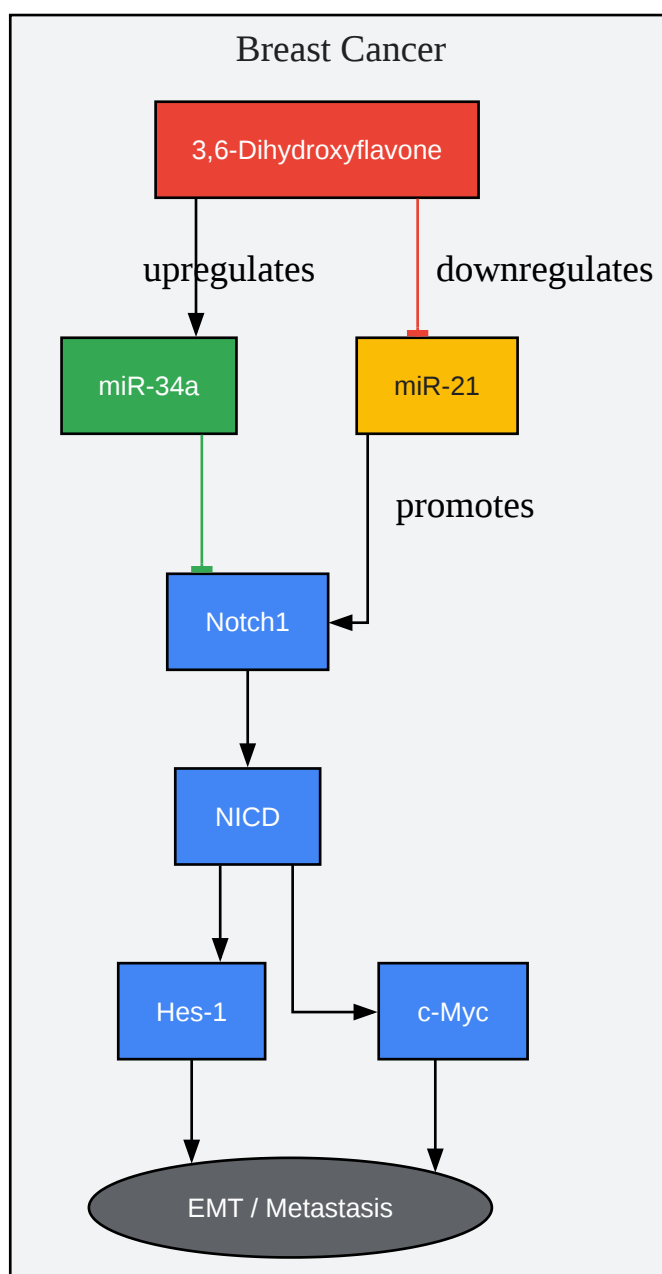 Breast Cancer
3,6-Dihydroxyflavone
upregulates
downregulates
miR-34a
miR-21
promotes
Notch1
NICD
Hes-1
c-Myc
EMT / Metastasis